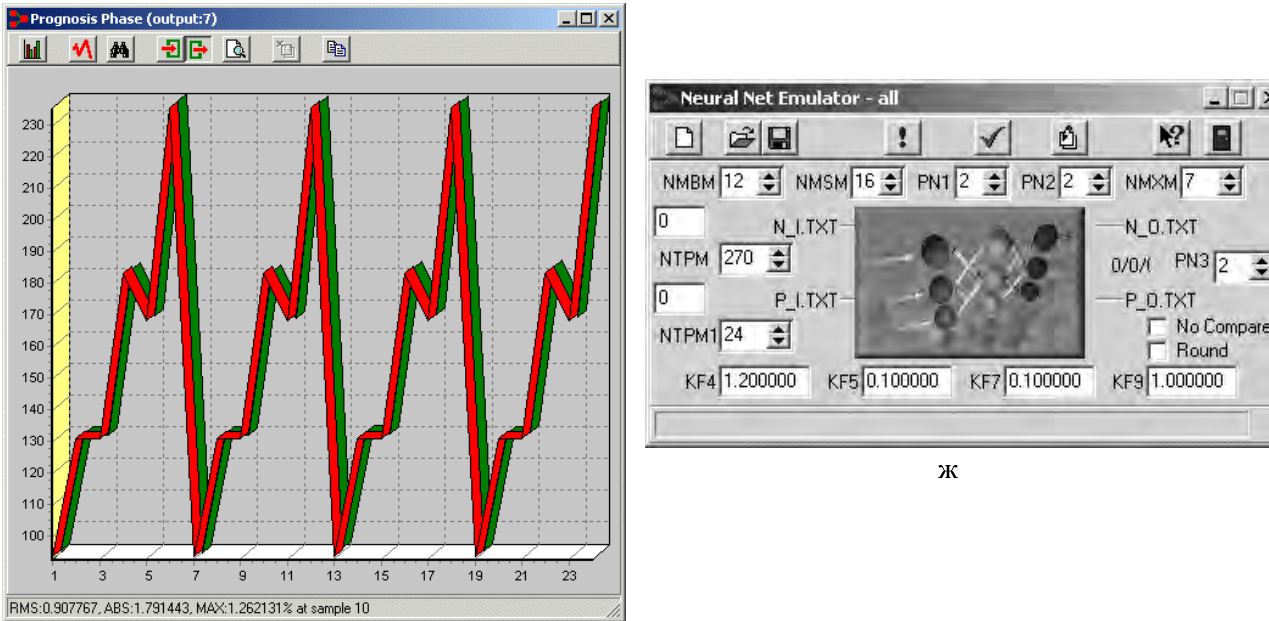 Prognosis Phase (output:7)
230
220
210
200
190
180
170
160
150
140
130
120
110
100
1 3 5 7 9 11 13 15 17 19 21 23
RMS:0.907767, ABS:1.791443, MAX:1.262131% at sample 10
Neural Net Emulator - all
NMBM 12 NMSM 16 PN1 2 PN2 2 NMXM 7
0 N_I.TXT N_O.TXT
NTPM 270 0/0/( PN3 2
0 P_I.TXT P_O.TXT
No Compare
NTPM1 24 Round
KF4 1.200000 KF5 0.100000 KF7 0.100000 KF9 1.000000
ж